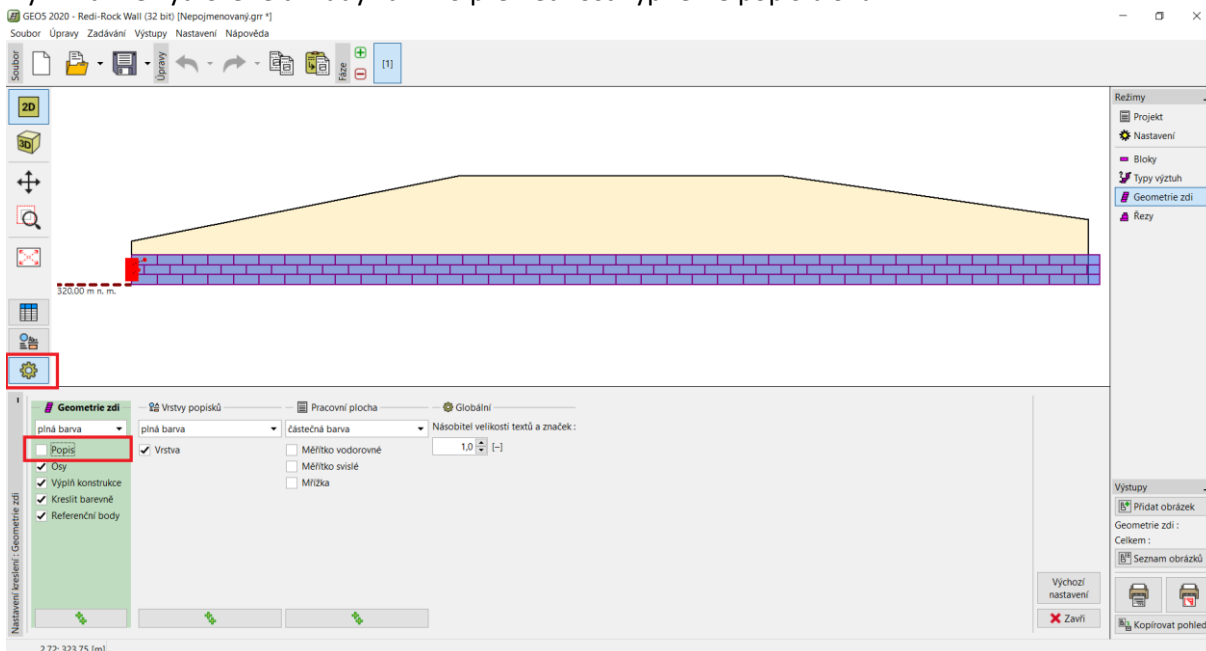 GEO5 2020 - Redi-Rock Wall (32 bit) [Nepojmenovaný.grr *]
Soubor Úpravy Zadávání Výstupy Nastavení Nápověda
Soubor
Úpravy
Fáze
[1]
2D
3D
320.00 m n. m.
Režimy
Projekt
Nastavení
Bloky
Typy výztuh
Geometrie zdi
Řezy
Nastavení kreslení : Geometrie zdi
Geometrie zdi
plná barva
Popis
Osy
Výplň konstrukce
Kreslit barevně
Referenční body
Vrstvy popisků
plná barva
Vrstva
Pracovní plocha
částečná barva
Měřítko vodorovné
Měřítko svislé
Mřížka
Globální
Násobitel velikosti textů a značek :
1,0 [–]
Výchozí
nastavení
Zavři
Výstupy
Přidat obrázek
Geometrie zdi :
Celkem :
Seznam obrázků
Kopírovat pohled
2,72; 323,75 [m]